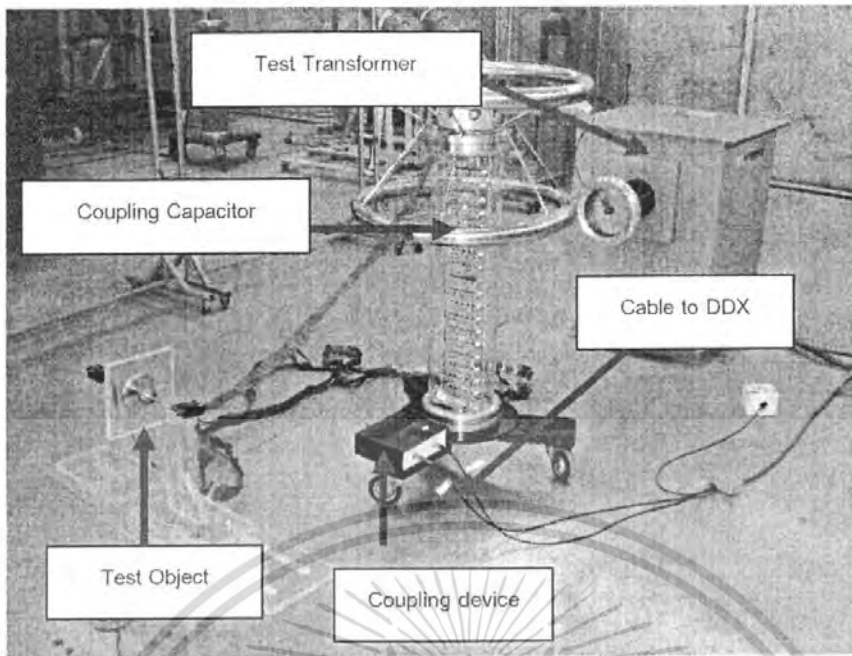 Test Transformer
Coupling Capacitor
Cable to DDX
Test Object
Coupling device